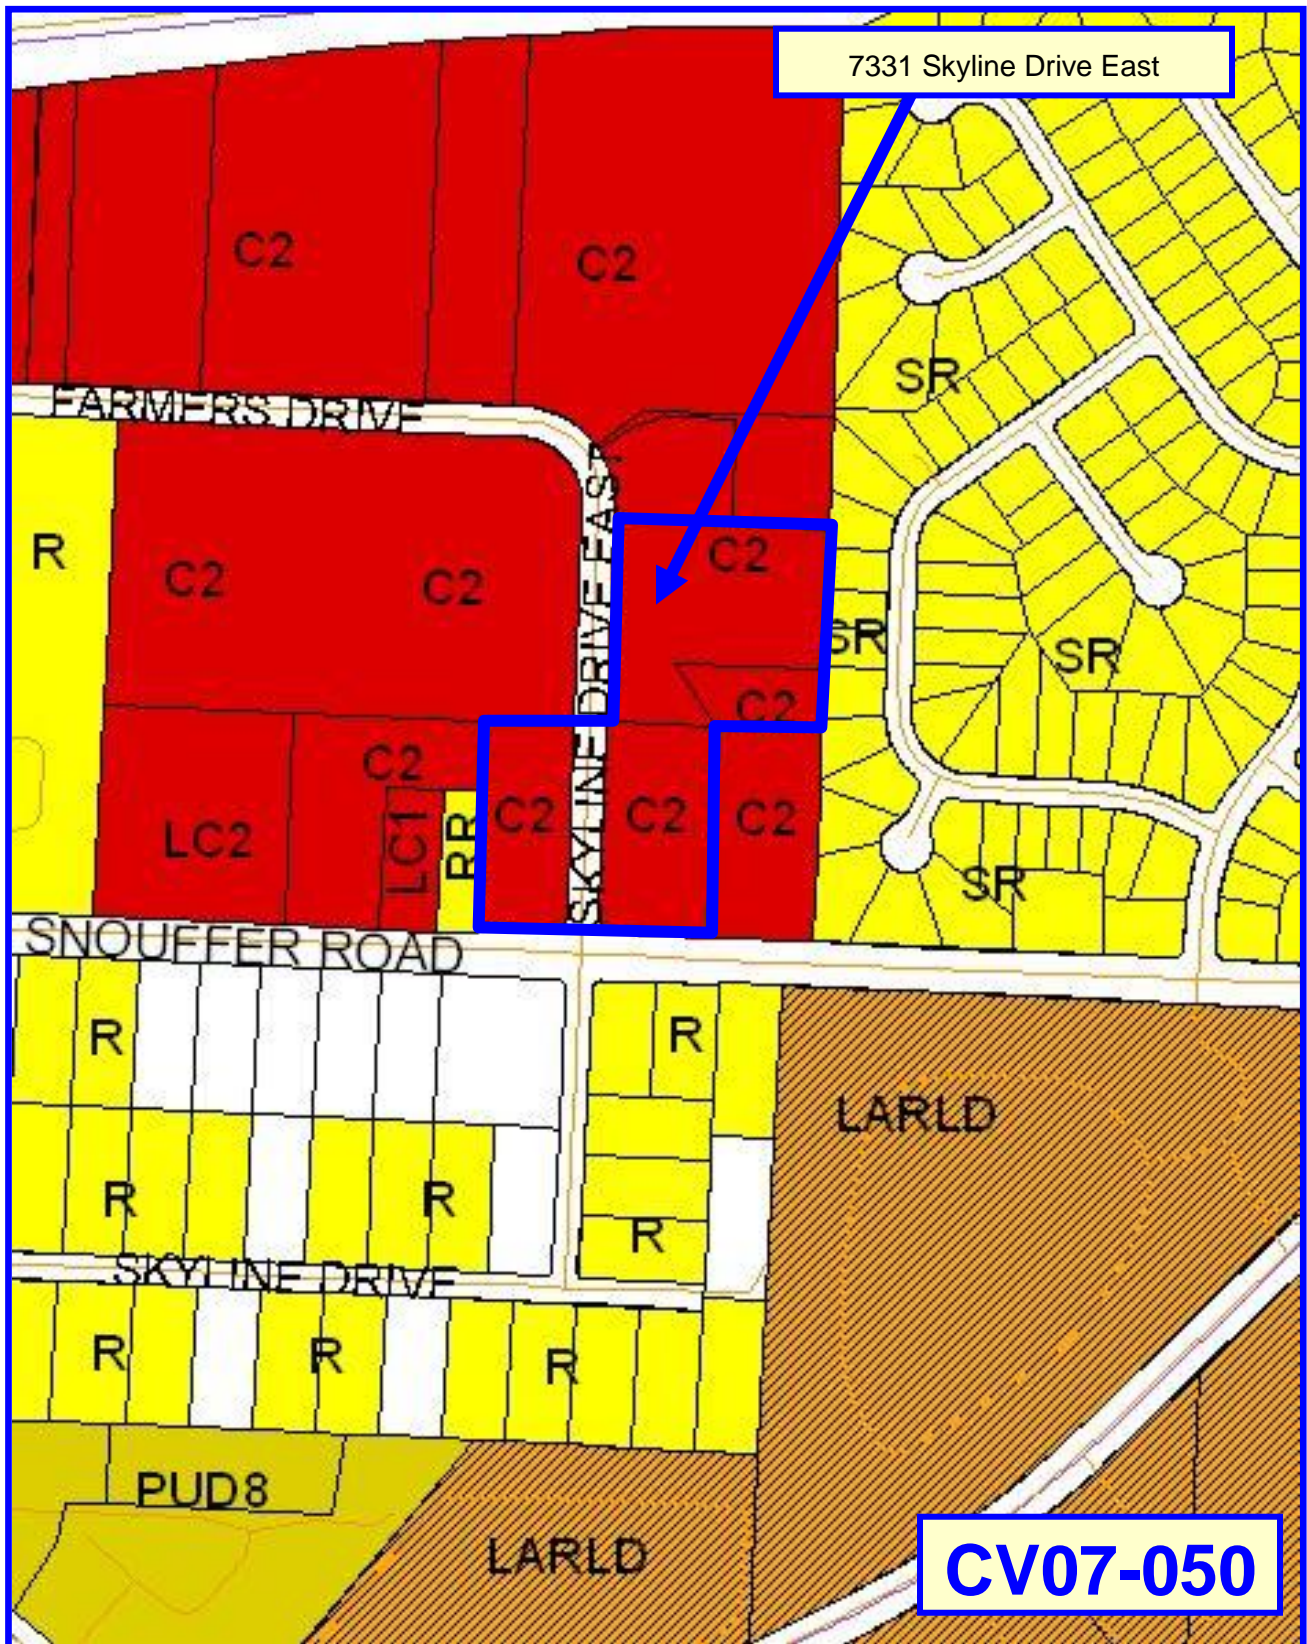 7331 Skyline Drive East
C2
C2
SR
FARMERS DRIVE
SKYLINE DRIVE EAST
R
C2
C2
C2
SR
SR
C2
C2
LC2
LC1
RR
C2
C2
C2
SR
SNOUFFER ROAD
R
R
LARLD
R
R
R
SKYLINE DRIVE
R
R
R
PUD8
LARLD
CV07-050